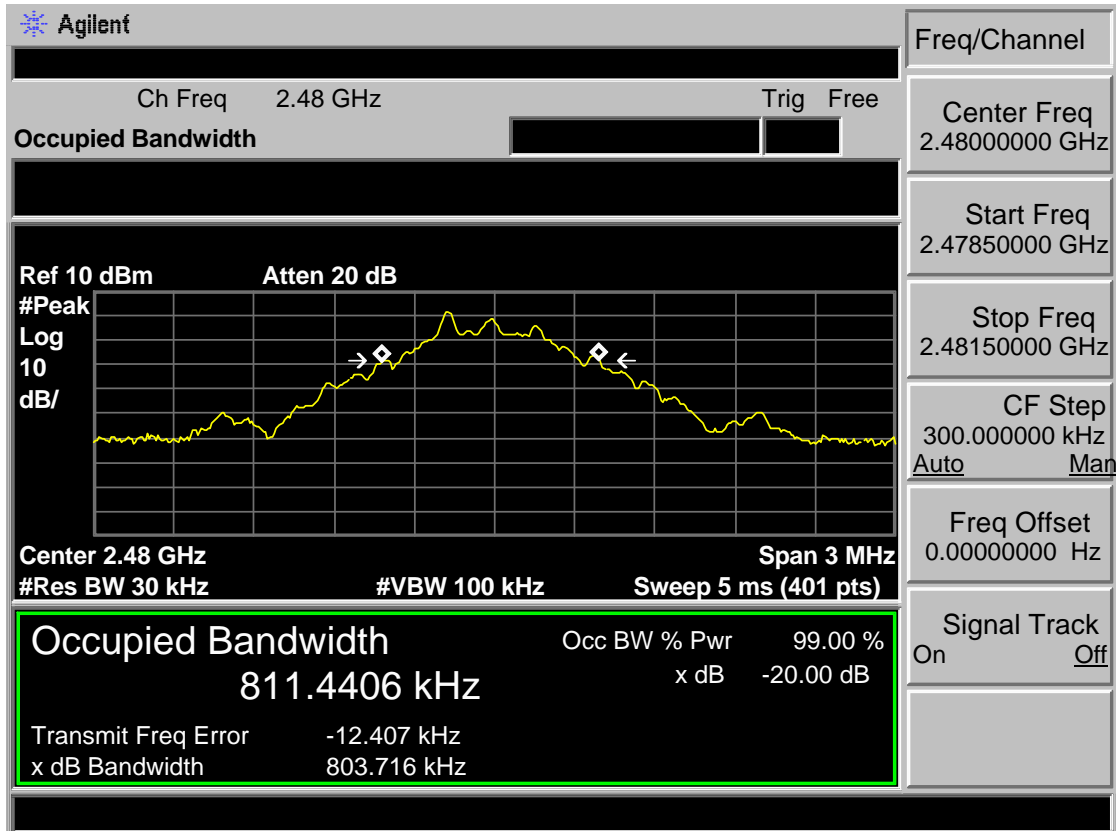 Agilent
Freq/Channel
Ch Freq 2.48 GHz Trig Free
Occupied Bandwidth
Center Freq
2.48000000 GHz
Start Freq
2.47850000 GHz
Stop Freq
2.48150000 GHz
CF Step
300.000000 kHz
Auto Man
Freq Offset
0.00000000 Hz
Signal Track
On Off
Ref 10 dBm Atten 20 dB
#Peak
Log
10
dB/
Center 2.48 GHz Span 3 MHz
#Res BW 30 kHz #VBW 100 kHz Sweep 5 ms (401 pts)
Occupied Bandwidth
811.4406 kHz
Occ BW % Pwr 99.00 %
x dB -20.00 dB
Transmit Freq Error -12.407 kHz
x dB Bandwidth 803.716 kHz